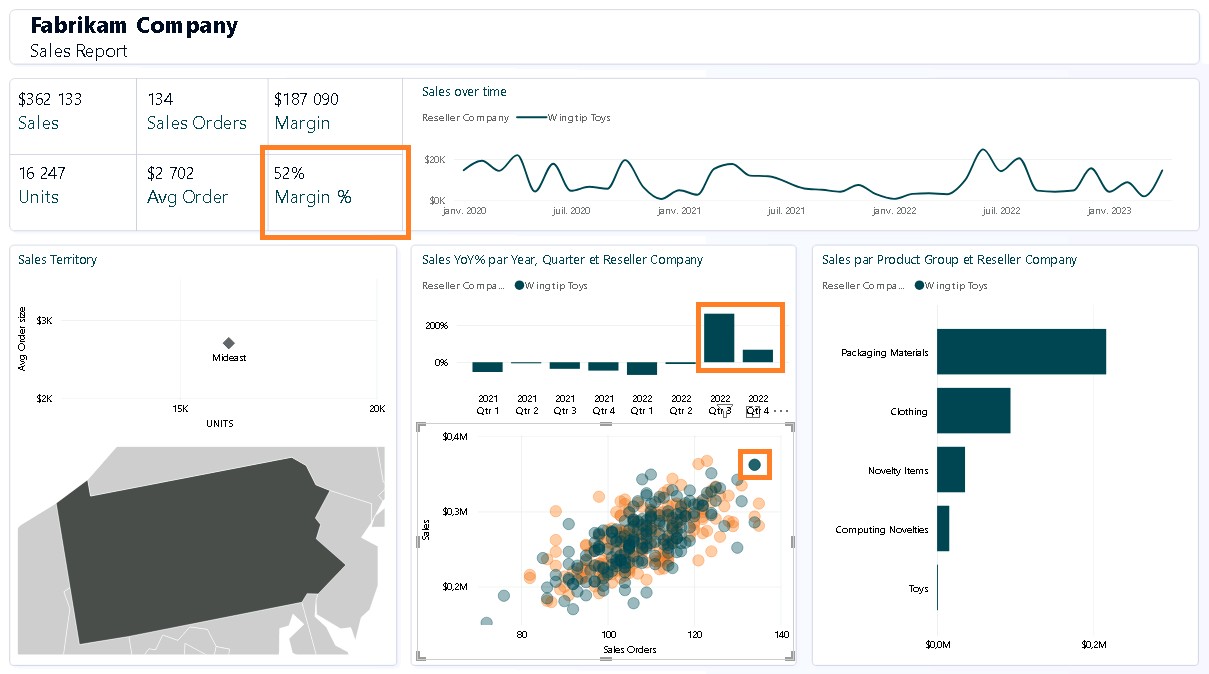 Fabrikam Company
Sales Report
$362 133
Sales
134
Sales Orders
$187 090
Margin
16 247
Units
$2 702
Avg Order
52%
Margin %
Sales over time
Reseller Company Wingtip Toys
$20K
$0K
janv. 2020 juil. 2020 janv. 2021 juil. 2021 janv. 2022 juil. 2022 janv. 2023
Sales Territory
Avg Order size
$3K
$2K
Mideast
15K 20K
UNITS
Sales YoY% par Year, Quarter et Reseller Company
Reseller Compa... Wingtip Toys
200%
0%
2021 2021 2021 2021 2022 2022 2022 2022
Qtr 1 Qtr 2 Qtr 3 Qtr 4 Qtr 1 Qtr 2 Qtr 3 Qtr 4
$0,4M
$0,3M
$0,2M
Sales
80 100 120 140
Sales Orders
Sales par Product Group et Reseller Company
Reseller Compa... Wingtip Toys
Packaging Materials
Clothing
Novelty Items
Computing Novelties
Toys
$0,0M $0,2M